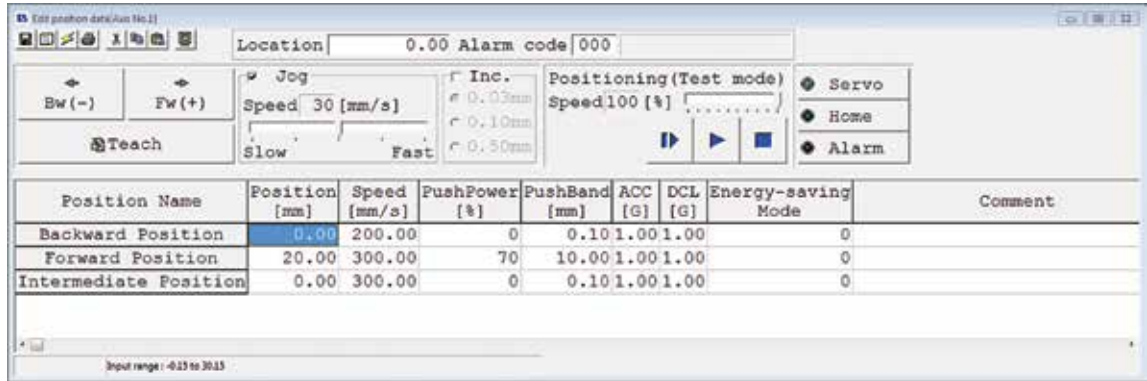 Edit position data[Axis No.1]
Location 0.00 Alarm code 000
Bw(-) Fw(+)
Teach
Jog
Speed 30 [mm/s]
Slow Fast
Inc.
0.03mm
0.10mm
0.50mm
Positioning(Test mode)
Speed 100 [%]
Servo
Home
Alarm
Position Name Position [mm] Speed [mm/s] PushPower [%] PushBand [mm] ACC [G] DCL [G] Energy-saving Mode Comment
Backward Position 0.00 200.00 0 0.10 1.00 1.00 0
Forward Position 20.00 300.00 70 10.00 1.00 1.00 0
Intermediate Position 0.00 300.00 0 0.10 1.00 1.00 0
Input range : -0.15 to 30.15